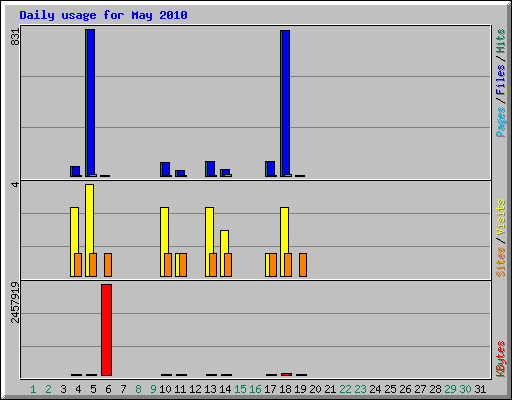 Daily usage for May 2010
831
4
2457919
Pages / Files / Hits
Sites / Visits
KBytes
1 2 3 4 5 6 7 8 9 10 11 12 13 14 15 16 17 18 19 20 21 22 23 24 25 26 27 28 29 30 31